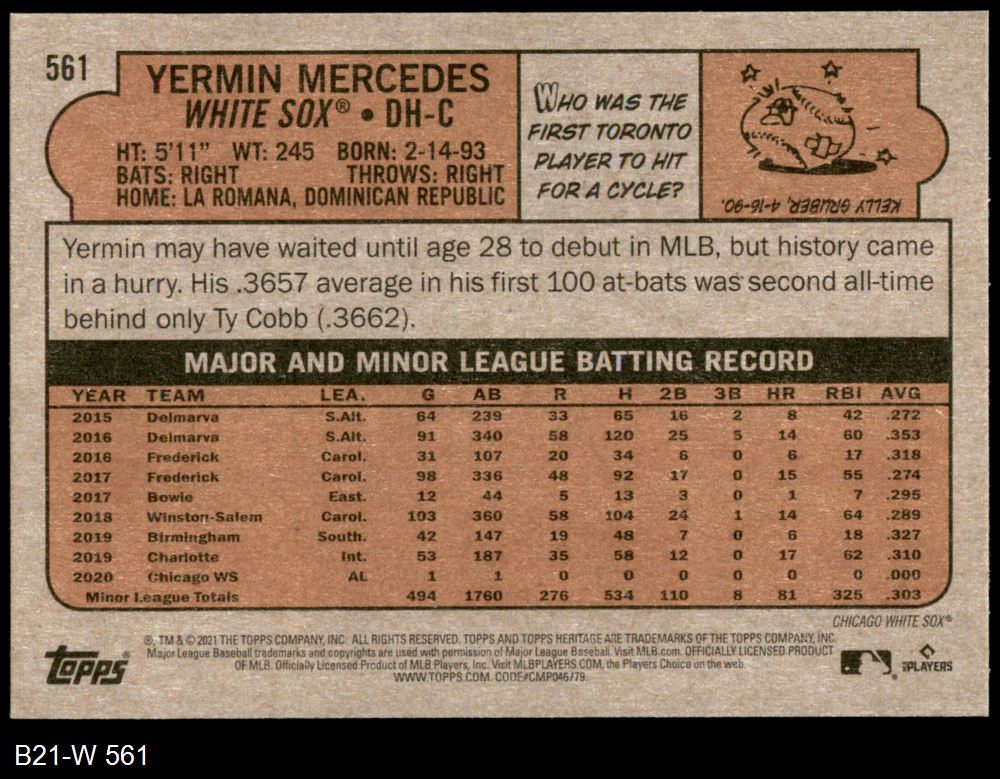 561
YERMIN MERCEDES
WHITE SOX® • DH-C
HT: 5'11" WT: 245 BORN: 2-14-93
BATS: RIGHT THROWS: RIGHT
HOME: LA ROMANA, DOMINICAN REPUBLIC
WHO WAS THE
FIRST TORONTO
PLAYER TO HIT
FOR A CYCLE?
KELLY GRUBER, 4-16-90.
Yermin may have waited until age 28 to debut in MLB, but history came
in a hurry. His .3657 average in his first 100 at-bats was second all-time
behind only Ty Cobb (.3662).
MAJOR AND MINOR LEAGUE BATTING RECORD
YEAR TEAM LEA. G AB R H 2B 3B HR RBI AVG
2015 Delmarva S.Alt. 64 239 33 65 16 2 8 42 .272
2016 Delmarva S.Alt. 91 340 58 120 25 5 14 60 .353
2016 Frederick Carol. 31 107 20 34 6 0 6 17 .318
2017 Frederick Carol. 98 336 48 92 17 0 15 55 .274
2017 Bowie East. 12 44 5 13 3 0 1 7 .295
2018 Winston-Salem Carol. 103 360 58 104 24 1 14 64 .289
2019 Birmingham South. 42 147 19 48 7 0 6 18 .327
2019 Charlotte Int. 53 187 35 58 12 0 17 62 .310
2020 Chicago WS AL 1 1 0 0 0 0 0 0 .000
Minor League Totals 494 1760 276 534 110 8 81 325 .303
CHICAGO WHITE SOX®
®, TM & © 2021 THE TOPPS COMPANY, INC. ALL RIGHTS RESERVED. TOPPS AND TOPPS HERITAGE ARE TRADEMARKS OF THE TOPPS COMPANY, INC.
Major League Baseball trademarks and copyrights are used with permission of Major League Baseball. Visit MLB.com. OFFICIALLY LICENSED PRODUCT
OF MLB. Officially Licensed Product of MLB Players, Inc. Visit MLBPLAYERS.COM, the Players Choice on the web.
WWW.TOPPS.COM. CODE#CMP046779.
Topps®
MLB PLAYERS
B21-W 561